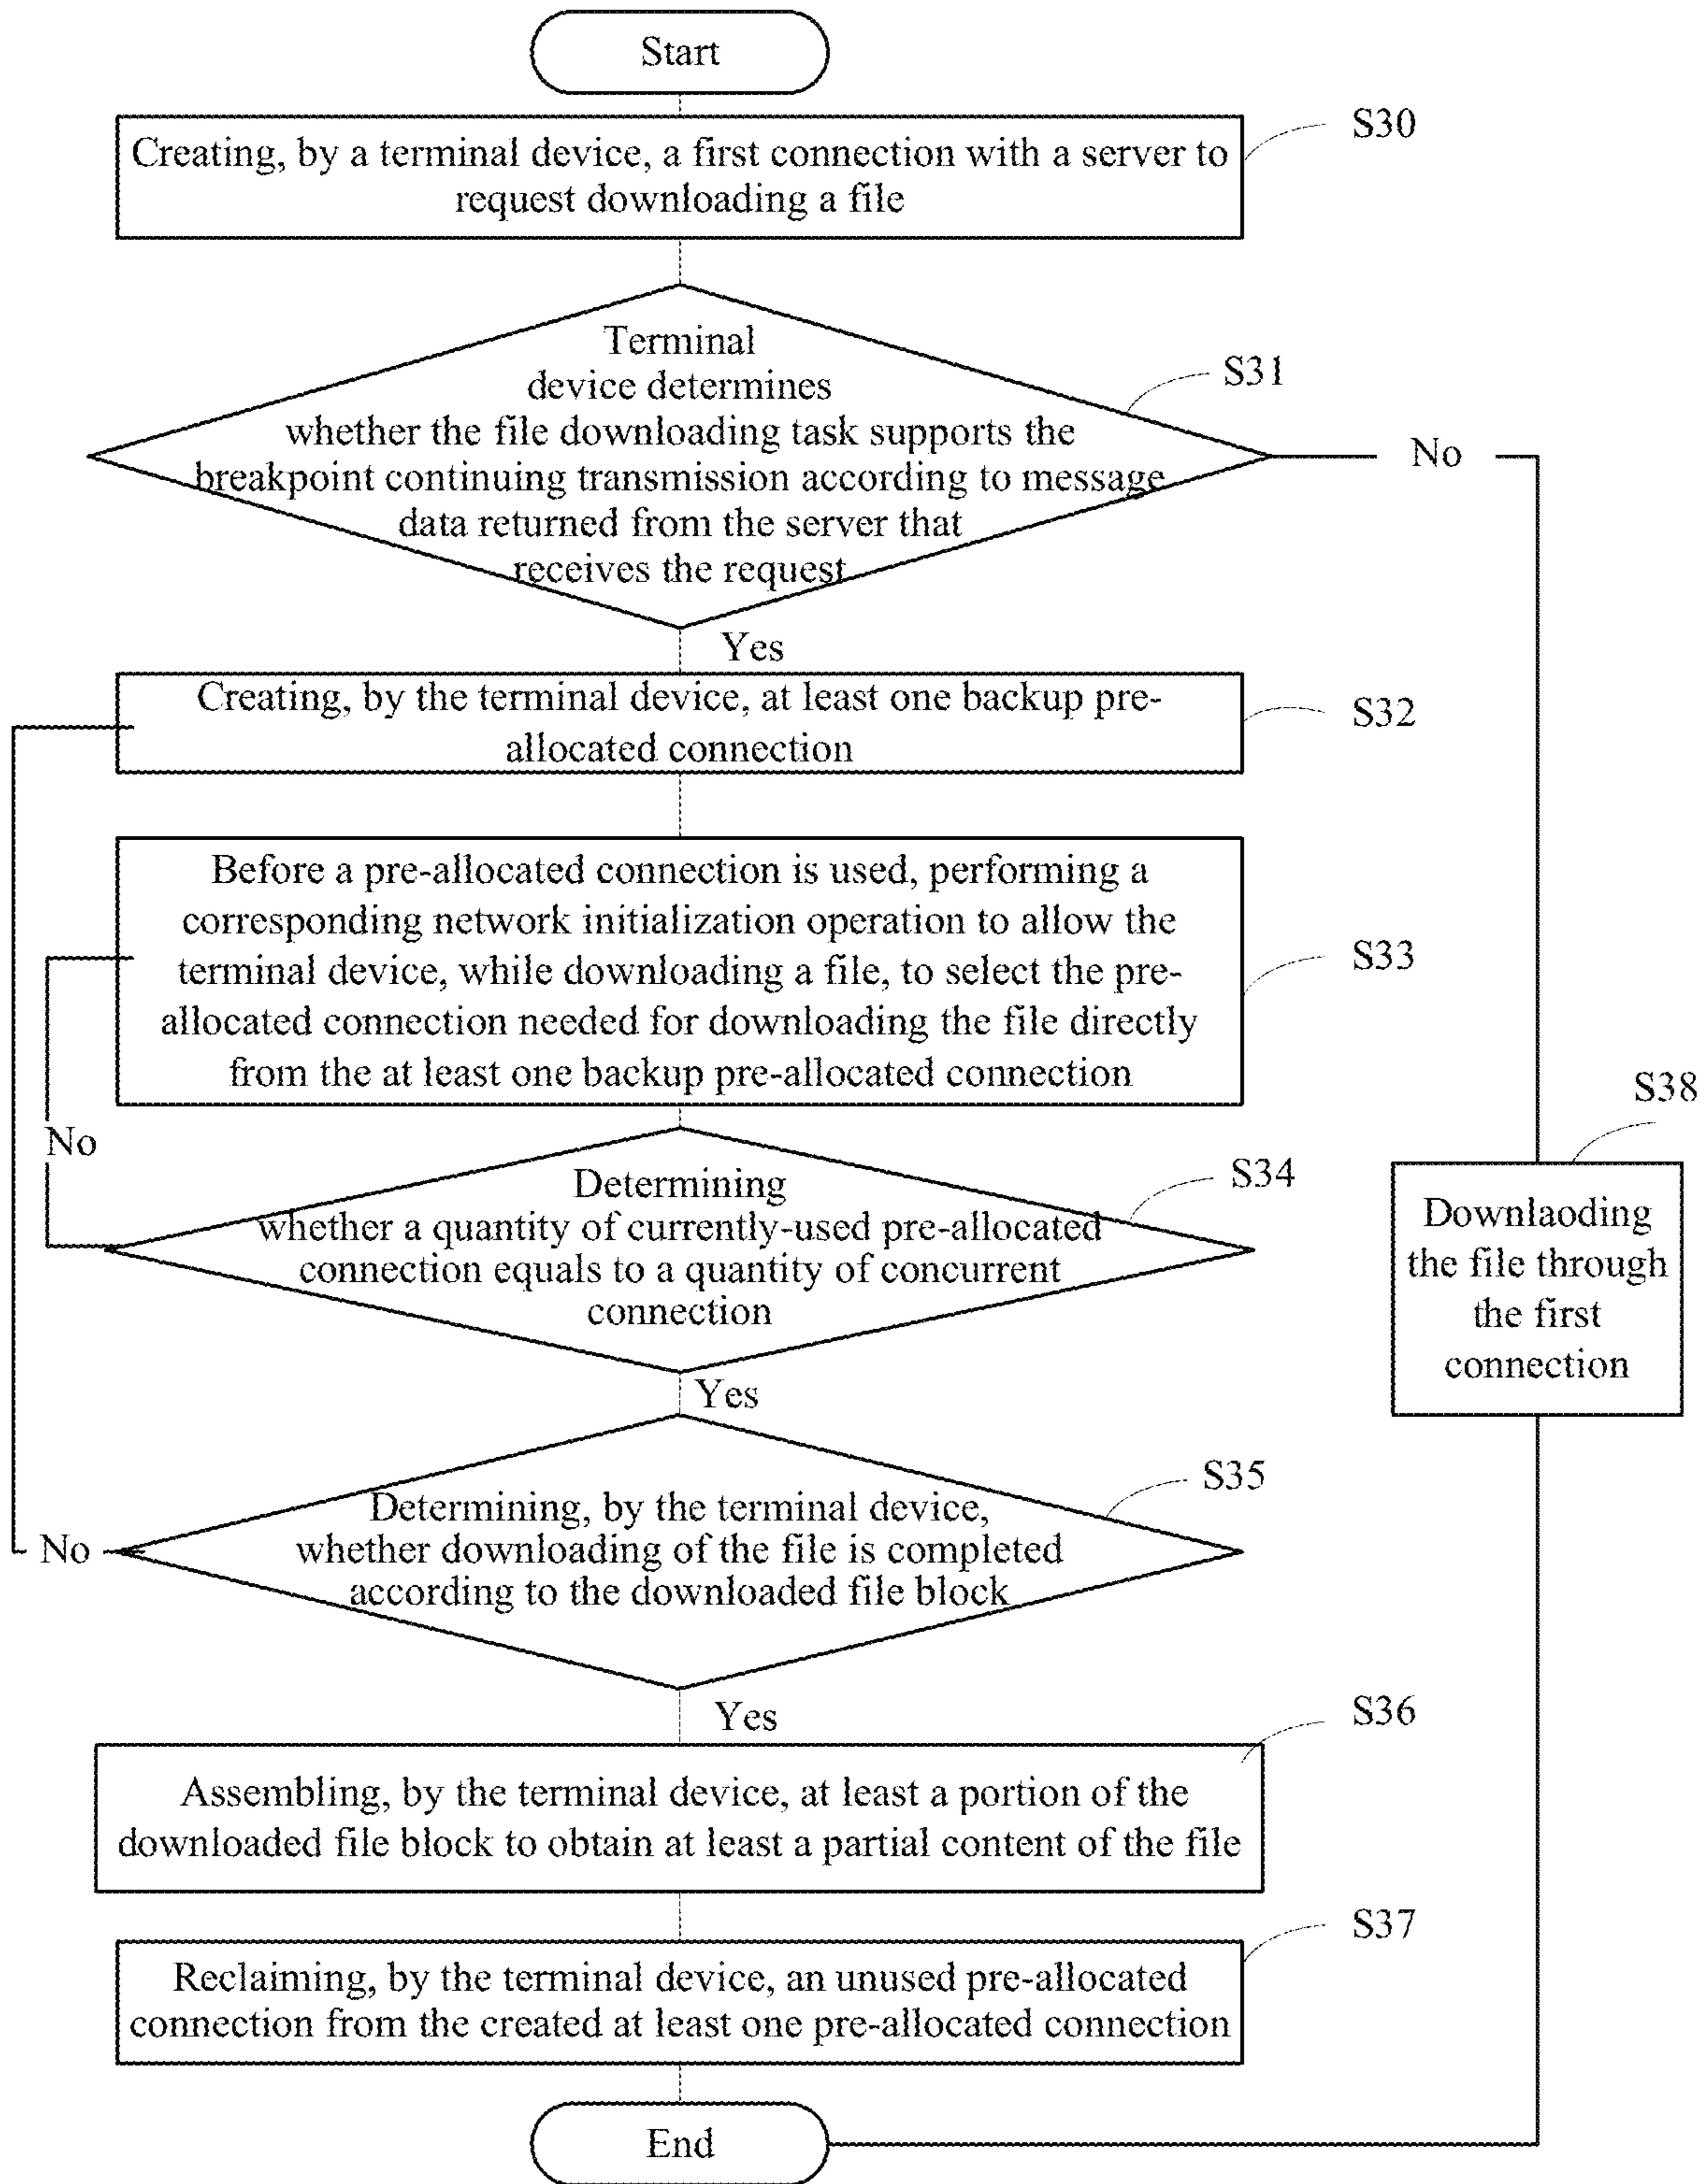 Start
Creating, by a terminal device, a first connection with a server to
request downloading a file
S30
Terminal
device determines
whether the file downloading task supports the
breakpoint continuing transmission according to message
data returned from the server that
receives the request
S31
No
Yes
Creating, by the terminal device, at least one backup pre-
allocated connection
S32
Before a pre-allocated connection is used, performing a
corresponding network initialization operation to allow the
terminal device, while downloading a file, to select the pre-
allocated connection needed for downloading the file directly
from the at least one backup pre-allocated connection
S33
No
Determining
whether a quantity of currently-used pre-allocated
connection equals to a quantity of concurrent
connection
S34
S38
Downlaoding
the file through
the first
connection
Yes
Determining, by the terminal device,
whether downloading of the file is completed
according to the downloaded file block
S35
No
Yes
Assembling, by the terminal device, at least a portion of the
downloaded file block to obtain at least a partial content of the file
S36
Reclaiming, by the terminal device, an unused pre-allocated
connection from the created at least one pre-allocated connection
S37
End